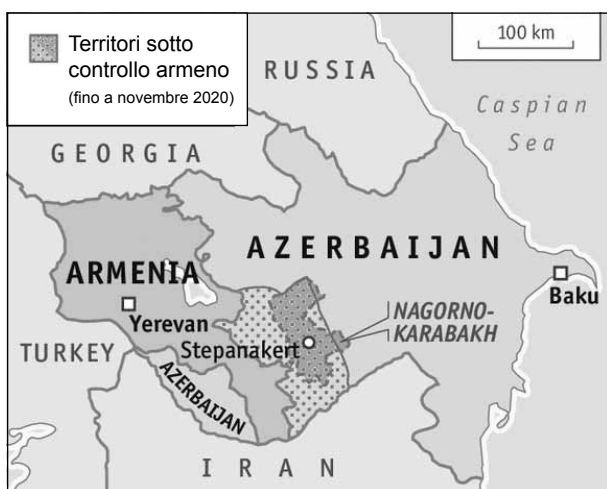 Territori sotto
controllo armeno
(fino a novembre 2020)
100 km
RUSSIA
Caspian
Sea
GEORGIA
AZERBAIJAN
ARMENIA
Baku
NAGORNO-
KARABAKH
Yerevan
Stepanakert
TURKEY
AZERBAIJAN
IRAN